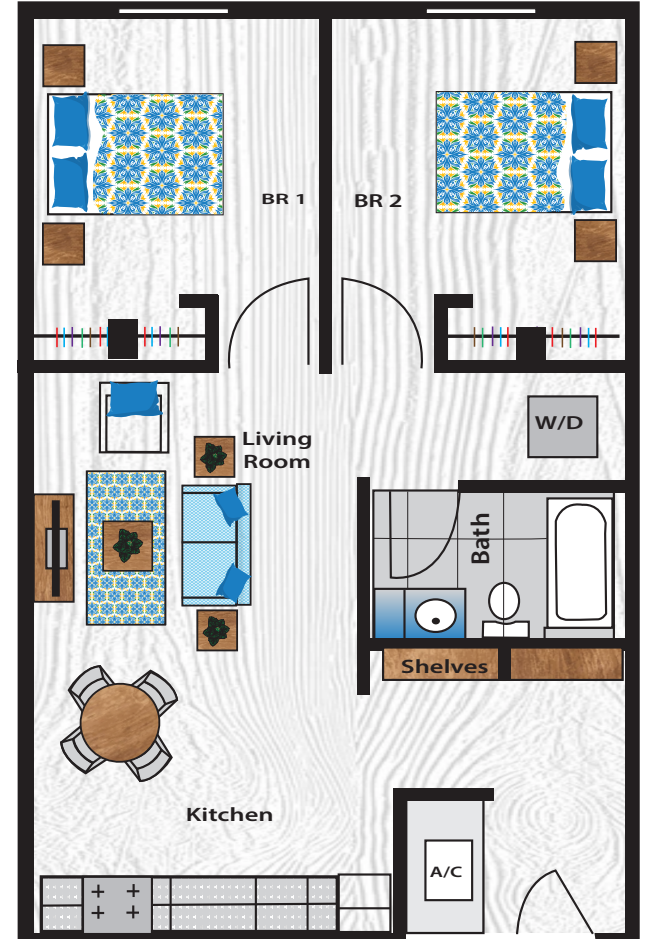 BR 1
BR 2
Living
Room
W/D
Bath
Shelves
Kitchen
A/C